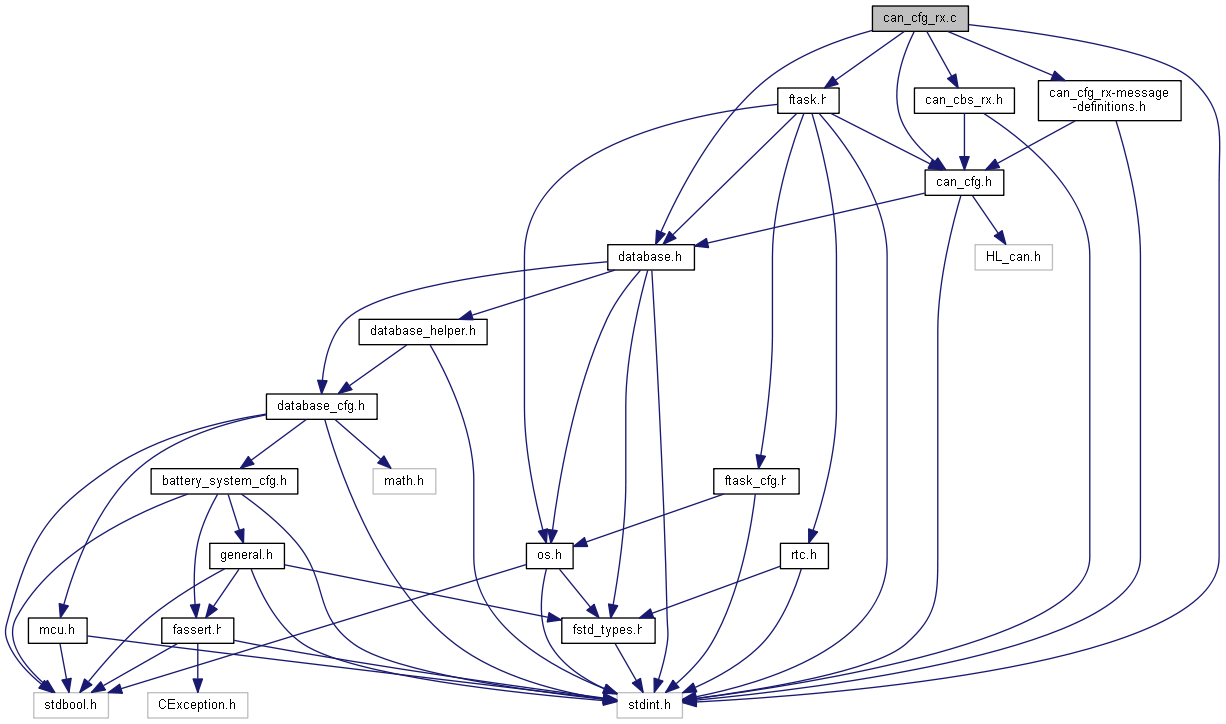 can_cfg_rx.c
ftask.h
can_cbs_rx.h
can_cfg_rx-message
-definitions.h
can_cfg.h
database.h
HL_can.h
database_helper.h
database_cfg.h
battery_system_cfg.h
math.h
ftask_cfg.h
general.h
os.h
rtc.h
mcu.h
fassert.h
fstd_types.h
stdbool.h
CException.h
stdint.h